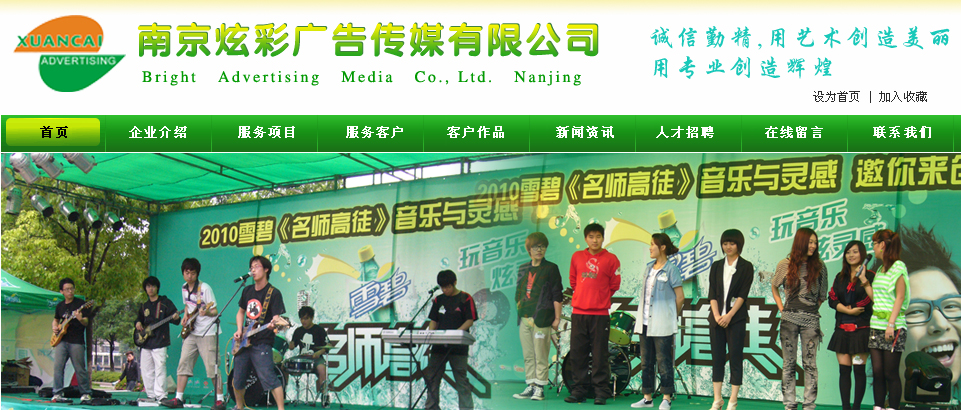 XUANCAI
ADVERTISING
南京炫彩广告传媒有限公司
Bright Advertising Media Co., Ltd. Nanjing
诚信勤精,用艺术创造美丽
用专业创造辉煌
设为首页 | 加入收藏
首页 企业介绍 服务项目 服务客户 客户作品 新闻资讯 人才招聘 在线留言 联系我们
2010雪碧《名师高徒》音乐与灵感
2010雪碧《名师高徒》音乐与灵感 邀你来
玩音乐
炫
玩音乐
炫灵感
雪碧
雪碧